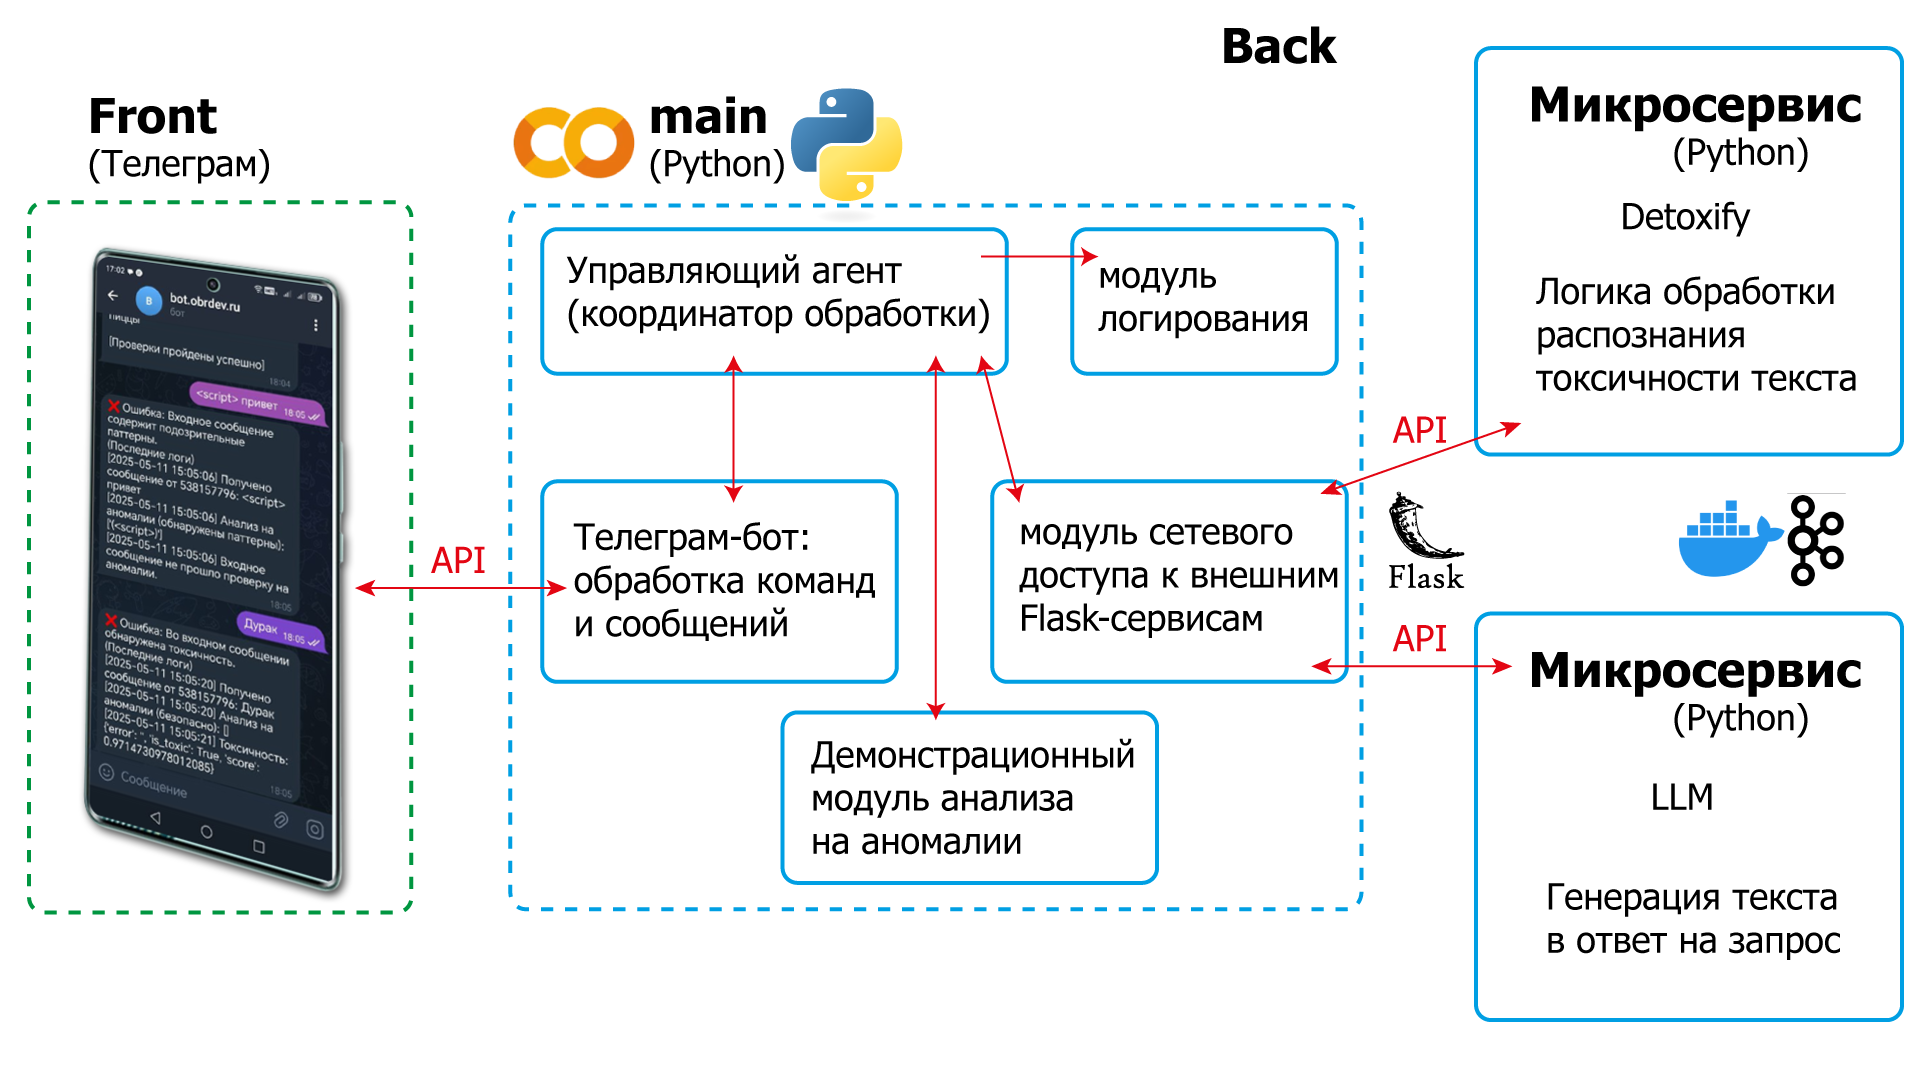 Back
Front
(Телеграм)
17:02
bot.obrdev.ru
бот
пиццы
[Проверки пройдены успешно]
18:04
<script> привет 18:05
Ошибка: Входное сообщение
содержит подозрительные
паттерны.
(Последние логи)
[2025-05-11 15:05:06] Получено
сообщение от 538157796: <script>
привет
[2025-05-11 15:05:06] Анализ на
аномалии (обнаружены паттерны):
['(<script>)']
[2025-05-11 15:05:06] Входное
сообщение не прошло проверку на
аномалии.
18:05
Дурак 18:05
Ошибка: Во входном сообщении
обнаружена токсичность.
(Последние логи)
[2025-05-11 15:05:20] Получено
сообщение от 538157796: Дурак
[2025-05-11 15:05:20] Анализ на
аномалии (безопасно): []
[2025-05-11 15:05:21] Токсичность:
{'error': '', 'is_toxic': True, 'score':
0.9714730978012085}
18:05
Сообщение
API
main
(Python)
Управляющий агент
(координатор обработки)
модуль
логирования
Телеграм-бот:
обработка команд
и сообщений
модуль сетевого
доступа к внешним
Flask-сервисам
Демонстрационный
модуль анализа
на аномалии
API
Flask
API
Микросервис
(Python)
Detoxify
Логика обработки
распознания
токсичности текста
Микросервис
(Python)
LLM
Генерация текста
в ответ на запрос